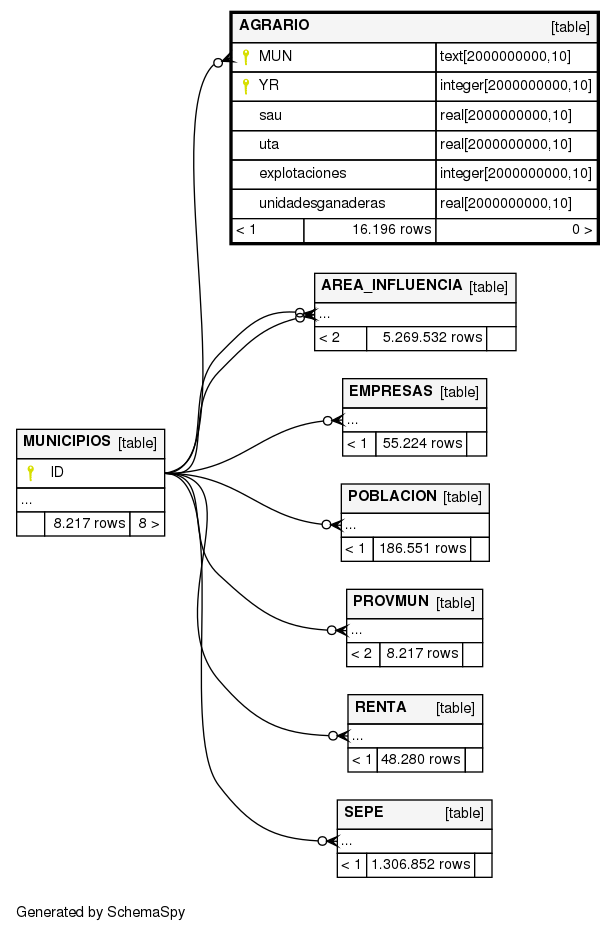 AGRARIO [table]
MUN text[2000000000,10]
YR integer[2000000000,10]
sau real[2000000000,10]
uta real[2000000000,10]
explotaciones integer[2000000000,10]
unidadesganaderas real[2000000000,10]
< 1 16.196 rows 0 >
AREA_INFLUENCIA [table]
...
< 2 5.269.532 rows
EMPRESAS [table]
...
< 1 55.224 rows
MUNICIPIOS [table]
ID
...
8.217 rows 8 >
POBLACION [table]
...
< 1 186.551 rows
PROVMUN [table]
...
< 2 8.217 rows
RENTA [table]
...
< 1 48.280 rows
SEPE [table]
...
< 1 1.306.852 rows
Generated by SchemaSpy